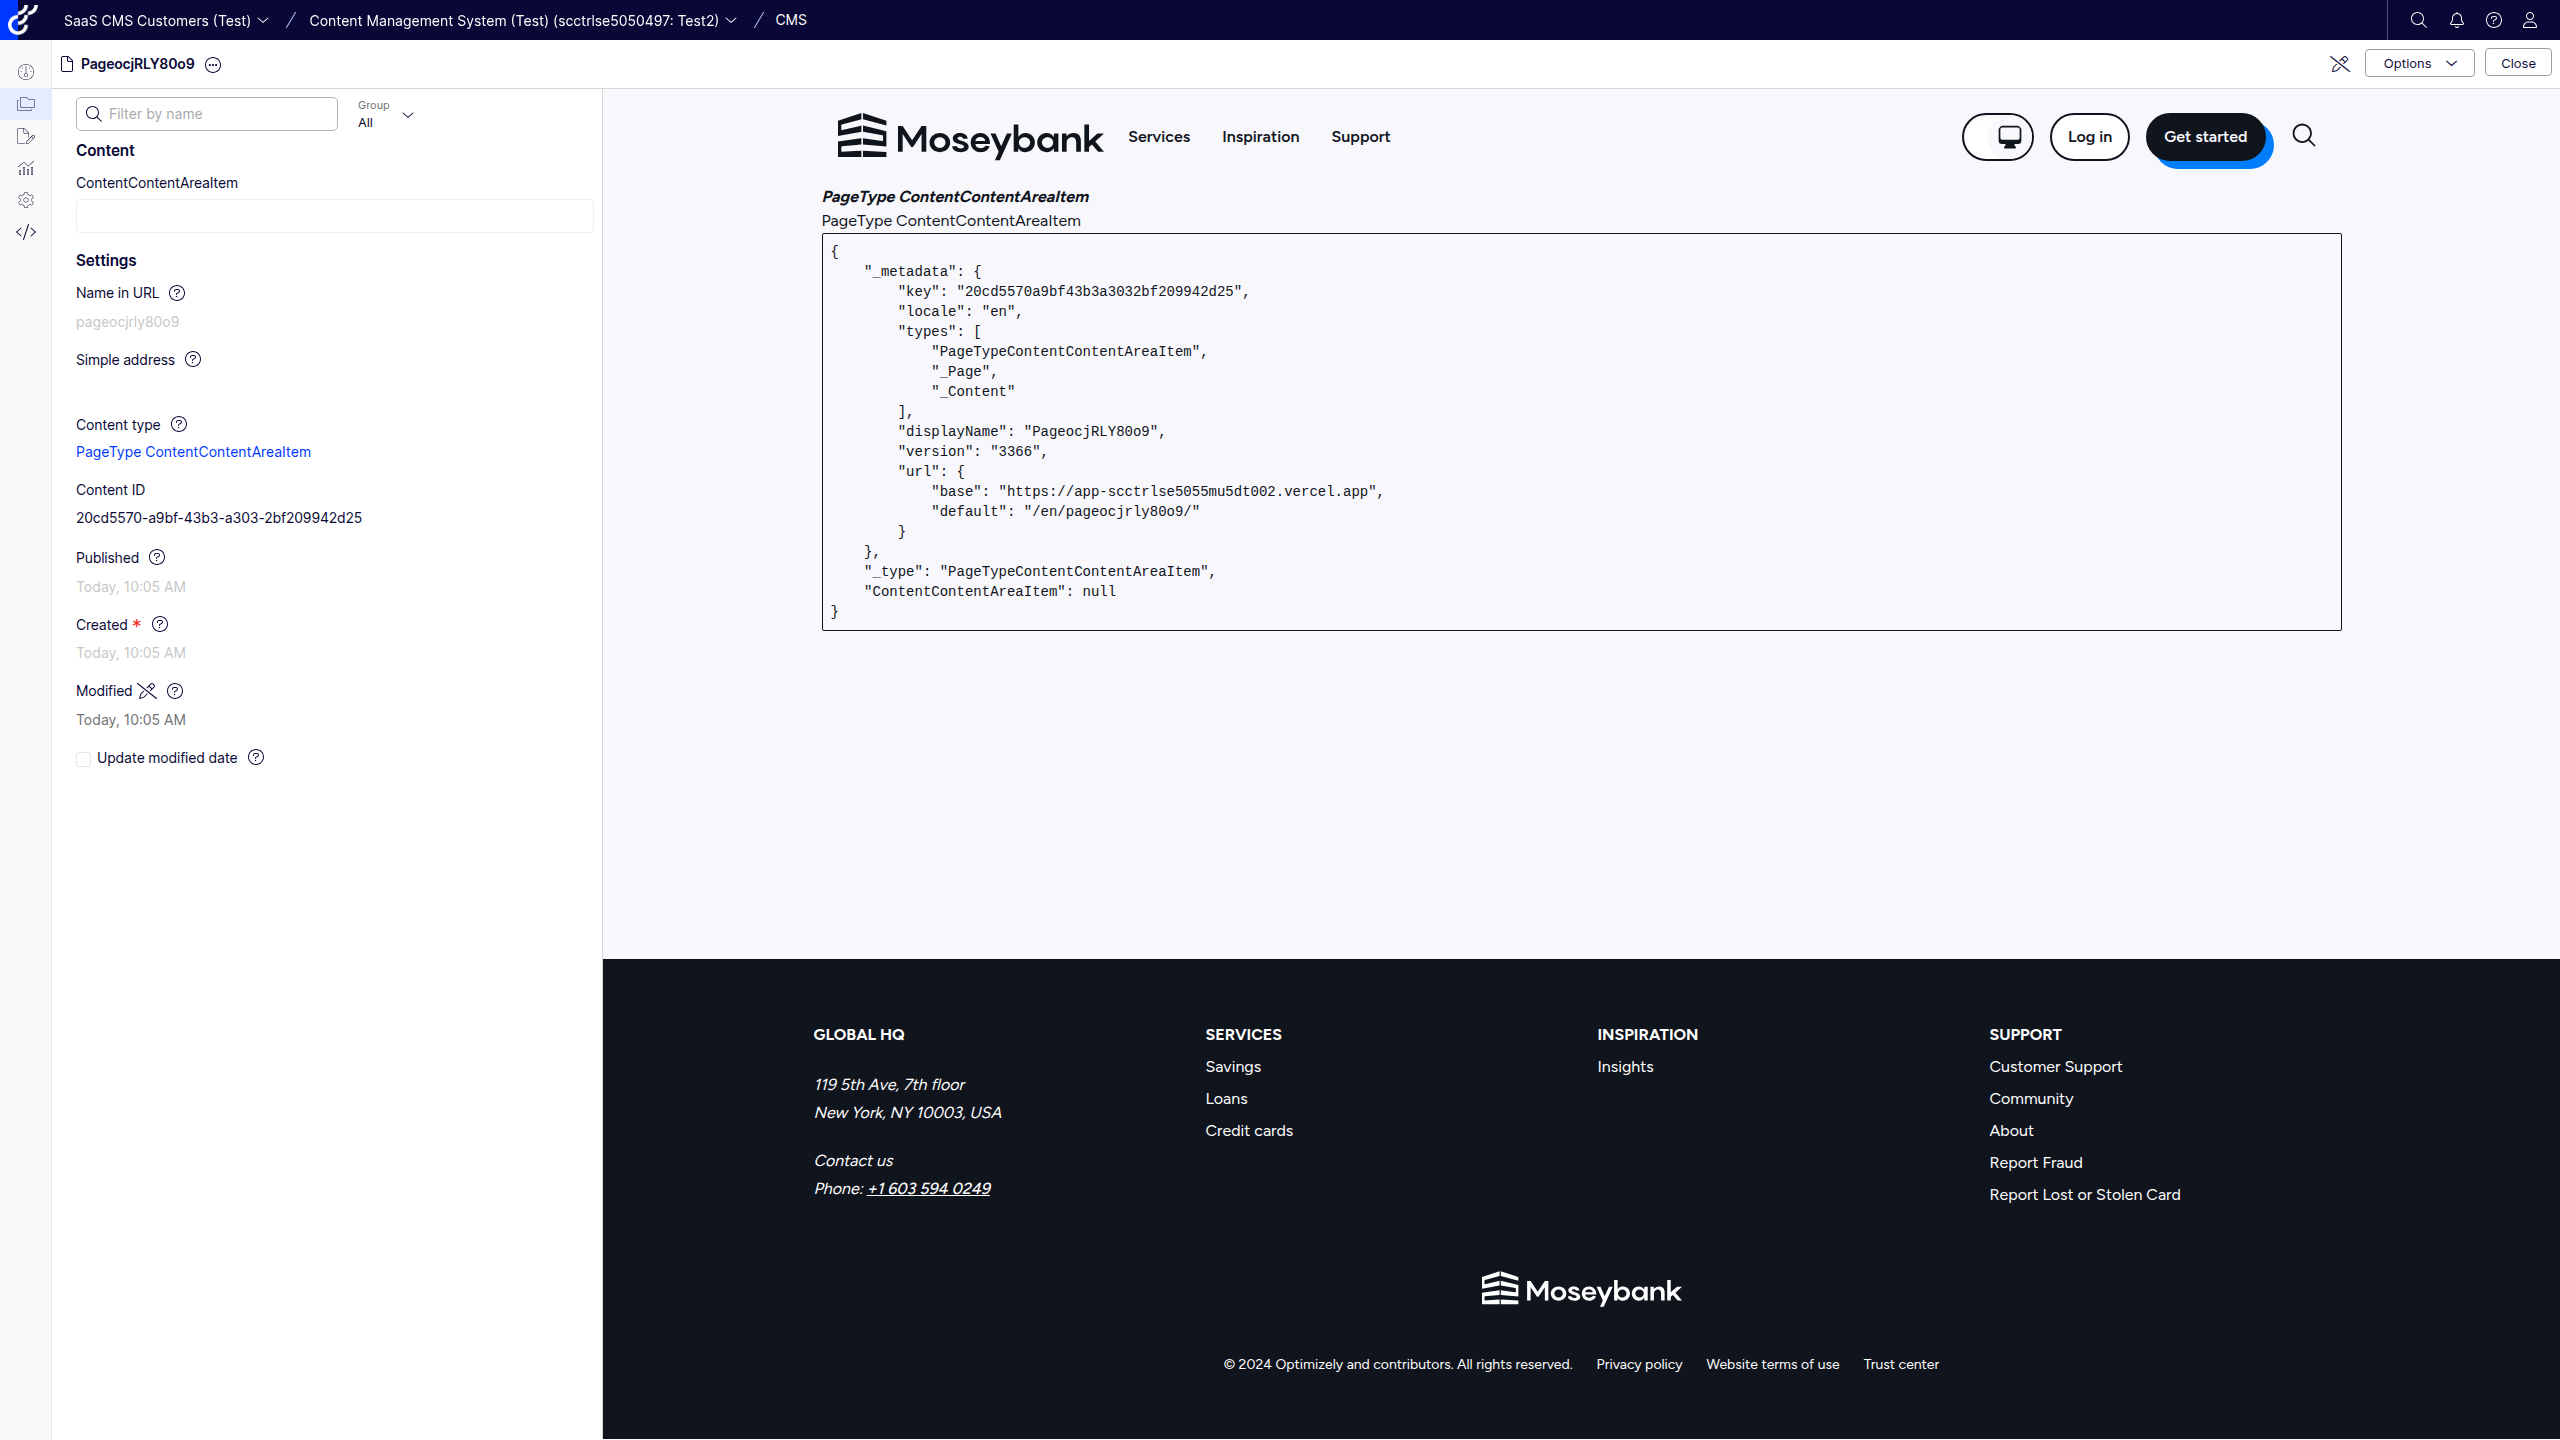 SaaS CMS Customers (Test) / Content Management System (Test) (scctrlse5050497: Test2) / CMS
PageocjRLY80o9
Options
Close
Filter by name
Group
All
Content
ContentContentAreaItem
Settings
Name in URL
pageocjrly80o9
Simple address
Content type
PageType ContentContentAreaItem
Content ID
20cd5570-a9bf-43b3-a303-2bf209942d25
Published
Today, 10:05 AM
Created *
Today, 10:05 AM
Modified
Today, 10:05 AM
Update modified date
Moseybank
Services
Inspiration
Support
Log in
Get started
PageType ContentContentAreaItem
PageType ContentContentAreaItem
{
    "_metadata": {
        "key": "20cd5570a9bf43b3a3032bf209942d25",
        "locale": "en",
        "types": [
            "PageTypeContentContentAreaItem",
            "_Page",
            "_Content"
        ],
        "displayName": "PageocjRLY80o9",
        "version": "3366",
        "url": {
            "base": "https://app-scctrlse5055mu5dt002.vercel.app",
            "default": "/en/pageocjrly80o9/"
        }
    },
    "_type": "PageTypeContentContentAreaItem",
    "ContentContentAreaItem": null
}
GLOBAL HQ
119 5th Ave, 7th floor
New York, NY 10003, USA
Contact us
Phone: +1 603 594 0249
SERVICES
Savings
Loans
Credit cards
INSPIRATION
Insights
SUPPORT
Customer Support
Community
About
Report Fraud
Report Lost or Stolen Card
Moseybank
© 2024 Optimizely and contributors. All rights reserved.
Privacy policy
Website terms of use
Trust center